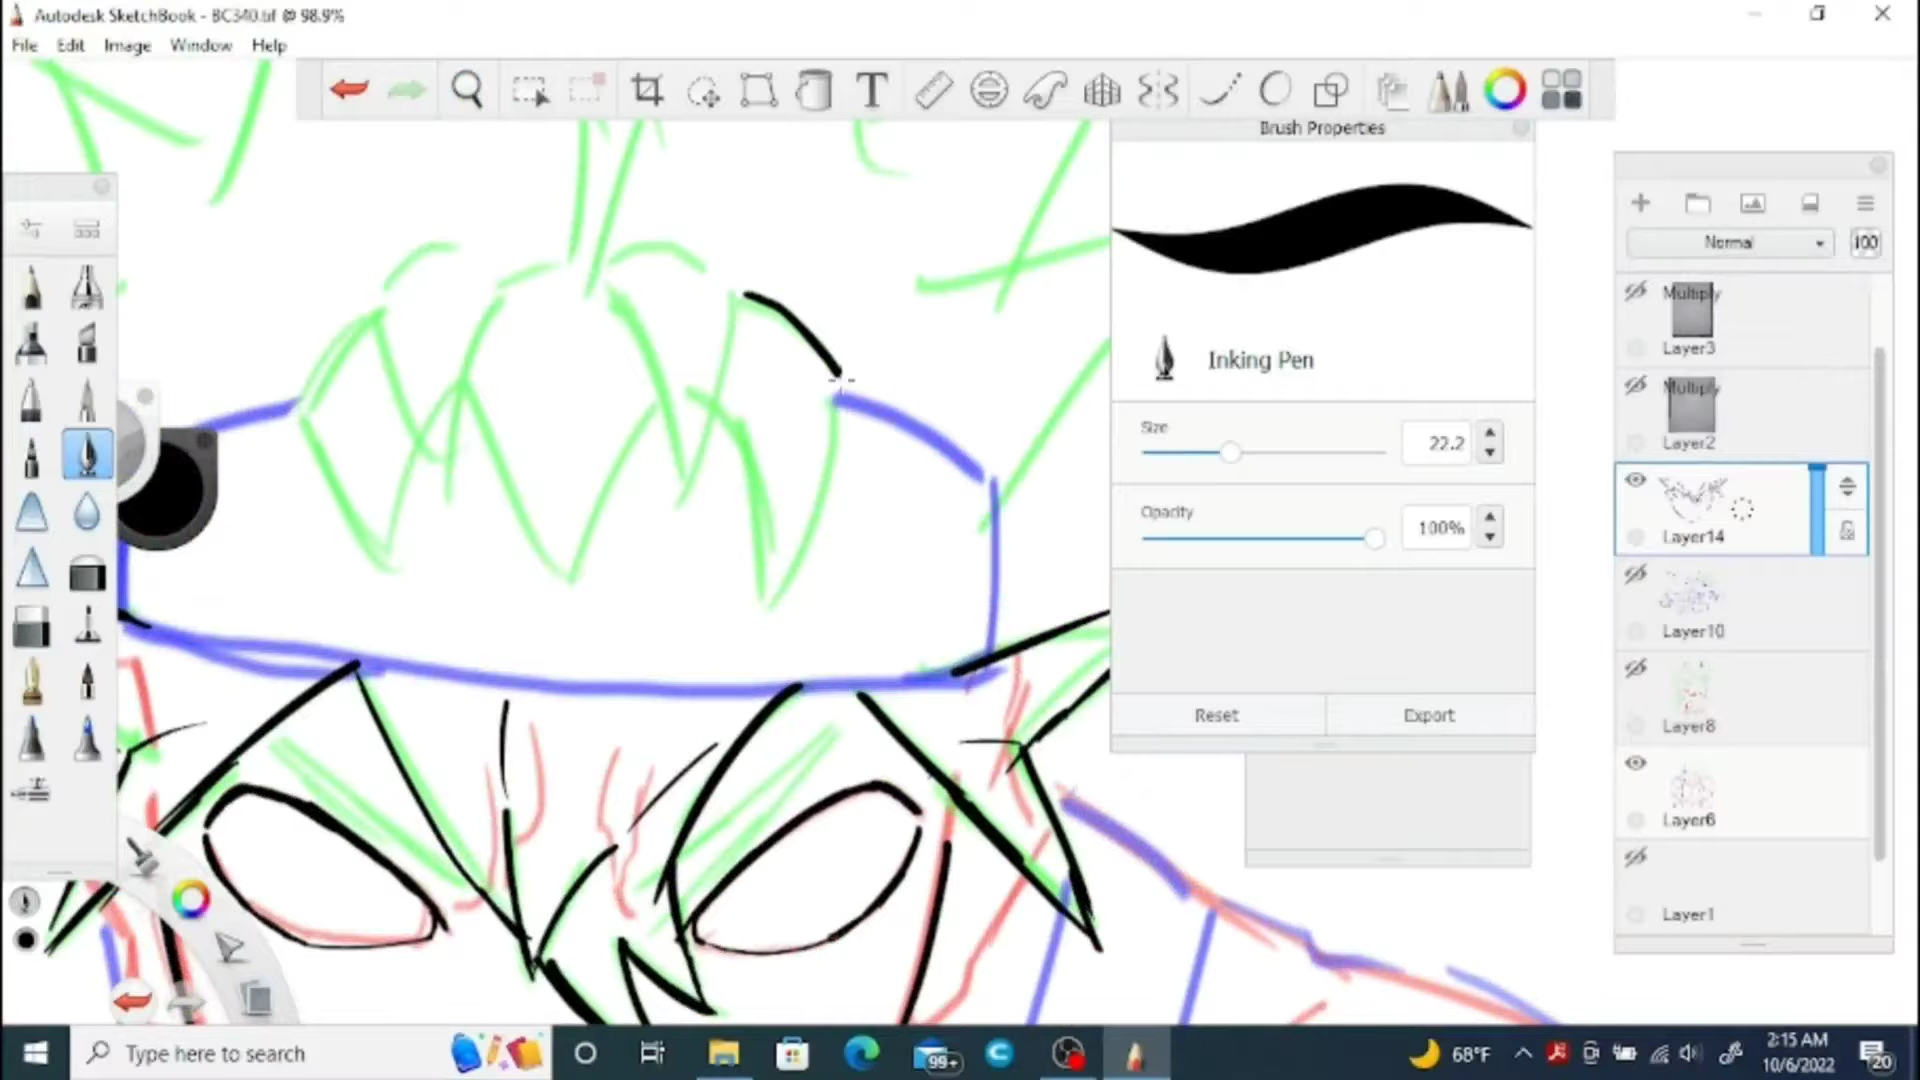 Autodesk SketchBook - BC340.tif @ 98.9%
File Edit Image Window Help
T
Brush Properties
Inking Pen
Size
22.2
Opacity
100%
Reset
Export
Normal
100
Multiply
Layer3
Multiply
Layer2
Layer14
Layer10
Layer8
Layer6
Layer1
Type here to search
99+
68°F
2:15 AM
10/6/2022
20